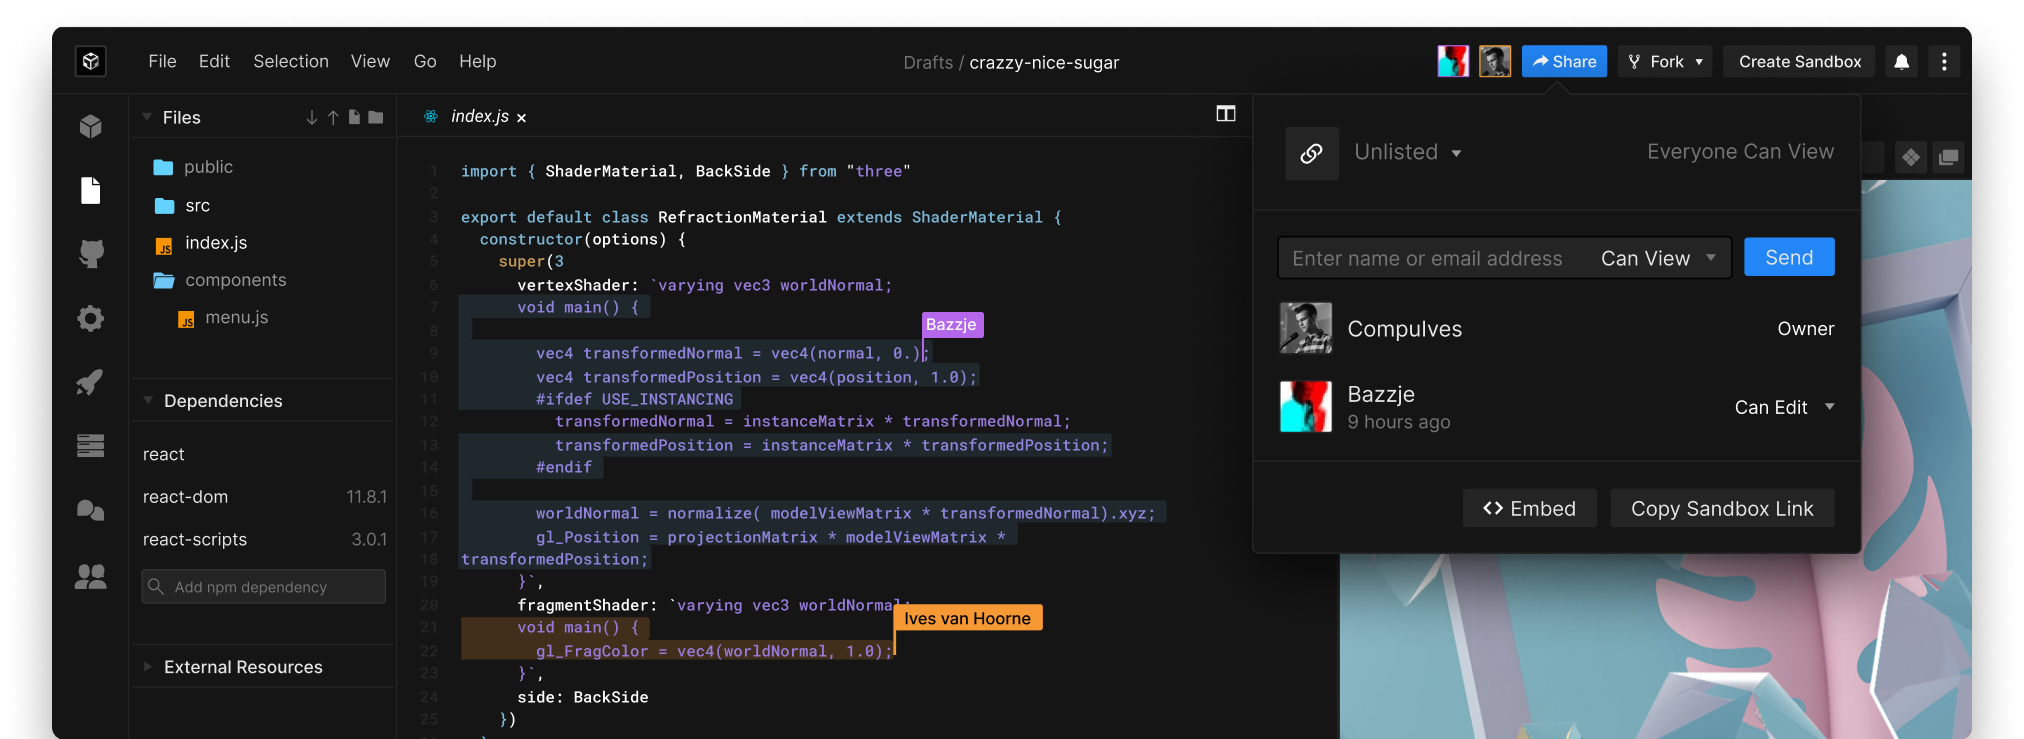 File Edit Selection View Go Help
Drafts / crazzy-nice-sugar
Share
Fork
Create Sandbox
Files
public
src
JS index.js
components
JS menu.js
Dependencies
react
react-dom 11.8.1
react-scripts 3.0.1
Add npm dependency
External Resources
index.js ×
1 import { ShaderMaterial, BackSide } from "three"
2
3 export default class RefractionMaterial extends ShaderMaterial {
4 constructor(options) {
5 super(3
6 vertexShader: `varying vec3 worldNormal;
7 void main() {
8
Bazzje
9 vec4 transformedNormal = vec4(normal, 0.);
10 vec4 transformedPosition = vec4(position, 1.0);
11 #ifdef USE_INSTANCING
12 transformedNormal = instanceMatrix * transformedNormal;
13 transformedPosition = instanceMatrix * transformedPosition;
14 #endif
15
16 worldNormal = normalize( modelViewMatrix * transformedNormal).xyz;
17 gl_Position = projectionMatrix * modelViewMatrix *
18 transformedPosition;
19 }`,
20 fragmentShader: `varying vec3 worldNormal;
Ives van Hoorne
21 void main() {
22 gl_FragColor = vec4(worldNormal, 1.0);
23 }`,
24 side: BackSide
25 })
Unlisted
Everyone Can View
Enter name or email address Can View
Send
Compulves Owner
Bazzje
9 hours ago
Can Edit
<> Embed
Copy Sandbox Link